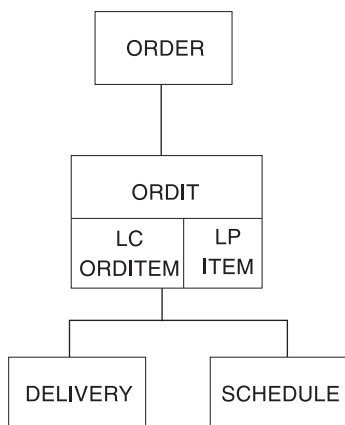 ORDER
ORDIT
LC
ORDITEM
LP
ITEM
DELIVERY
SCHEDULE